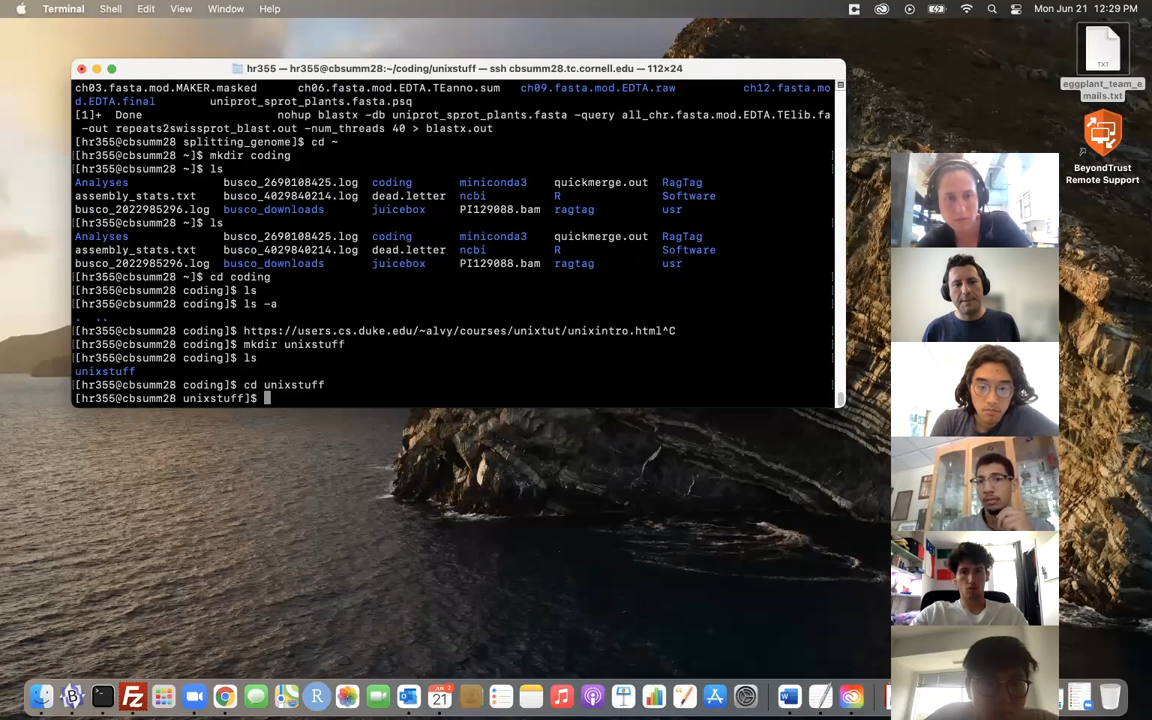 Terminal Shell Edit View Window Help Mon Jun 21 12:29 PM
hr355 — hr355@cbsumm28:~/coding/unixstuff — ssh cbsumm28.tc.cornell.edu — 112×24
ch03.fasta.mod.MAKER.masked ch06.fasta.mod.EDTA.TEanno.sum ch09.fasta.mod.EDTA.raw ch12.fasta.mo
d.EDTA.final uniprot_sprot_plants.fasta.psq
[1]+ Done nohup blastx -db uniprot_sprot_plants.fasta -query all_chr.fasta.mod.EDTA.TElib.fa
-out repeats2swissprot_blast.out -num_threads 40 > blastx.out
[hr355@cbsumm28 splitting_genome]$ cd ~
[hr355@cbsumm28 ~]$ mkdir coding
[hr355@cbsumm28 ~]$ ls
Analyses busco_2690108425.log coding miniconda3 quickmerge.out RagTag
assembly_stats.txt busco_4029840214.log dead.letter ncbi R Software
busco_2022985296.log busco_downloads juicebox PI129088.bam ragtag usr
[hr355@cbsumm28 ~]$ ls
Analyses busco_2690108425.log coding miniconda3 quickmerge.out RagTag
assembly_stats.txt busco_4029840214.log dead.letter ncbi R Software
busco_2022985296.log busco_downloads juicebox PI129088.bam ragtag usr
[hr355@cbsumm28 ~]$ cd coding
[hr355@cbsumm28 coding]$ ls
[hr355@cbsumm28 coding]$ ls -a
. ..
[hr355@cbsumm28 coding]$ https://users.cs.duke.edu/~alvy/courses/unixtut/unixintro.html^C
[hr355@cbsumm28 coding]$ mkdir unixstuff
[hr355@cbsumm28 coding]$ ls
unixstuff
[hr355@cbsumm28 coding]$ cd unixstuff
[hr355@cbsumm28 unixstuff]$
TXT
eggplant_team_e
mails.txt
BeyondTrust
Remote Support
JUN
21